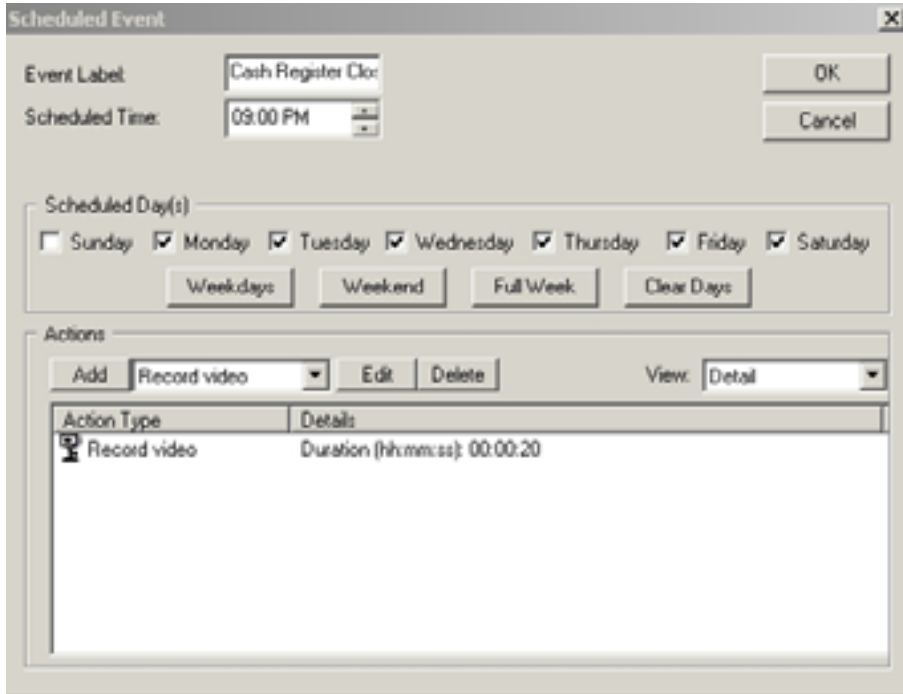 Scheduled Event
Event Label: Cash Register Clos
OK
Scheduled Time: 09:00 PM
Cancel
Scheduled Day(s)
Sunday Monday Tuesday Wednesday Thursday Friday Saturday
Weekdays Weekend Full Week Clear Days
Actions
Add Record video Edit Delete View: Detail
Action Type Details
Record video Duration (hh:mm:ss): 00:00:20